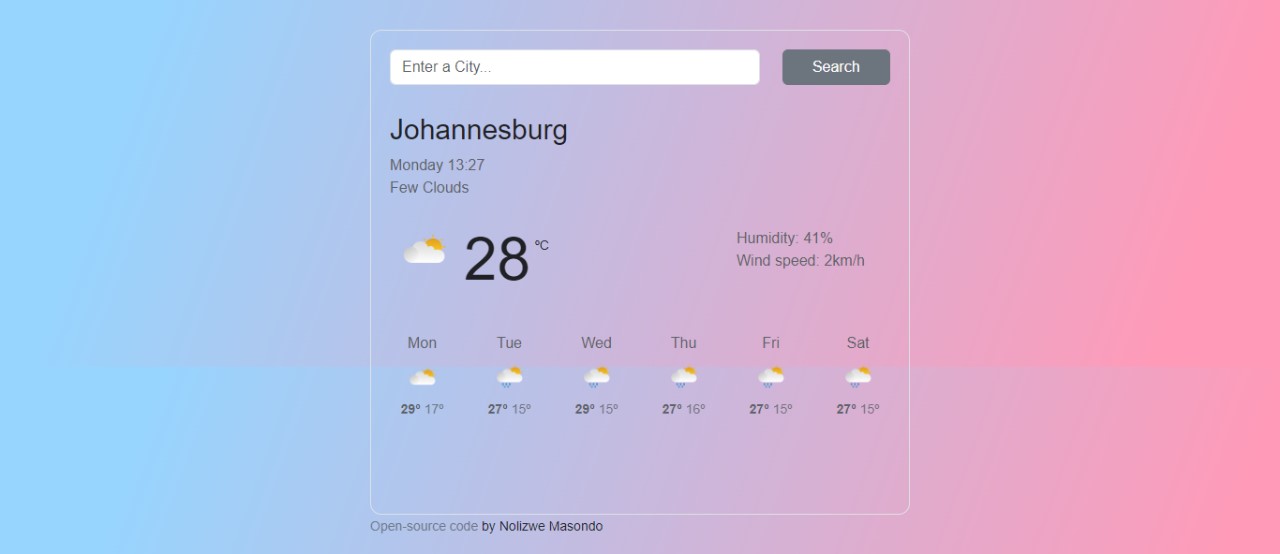 Enter a City...
Search
Johannesburg
Monday 13:27
Few Clouds
28 °C
Humidity: 41%
Wind speed: 2km/h
Mon Tue Wed Thu Fri Sat
29° 17° 27° 15° 29° 15° 27° 16° 27° 15° 27° 15°
Open-source code by Nolizwe Masondo